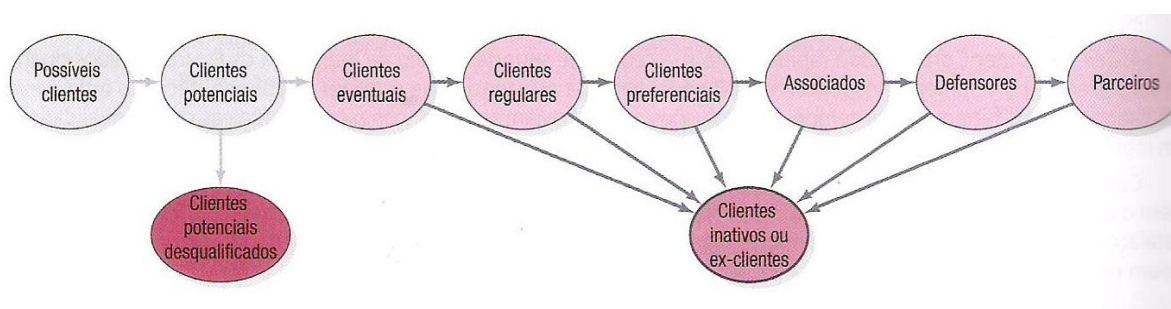 Possíveis
clientes
Clientes
potenciais
Clientes
eventuais
Clientes
regulares
Clientes
preferenciais
Associados
Defensores
Parceiros
Clientes
potenciais
desqualificados
Clientes
inativos ou
ex-clientes